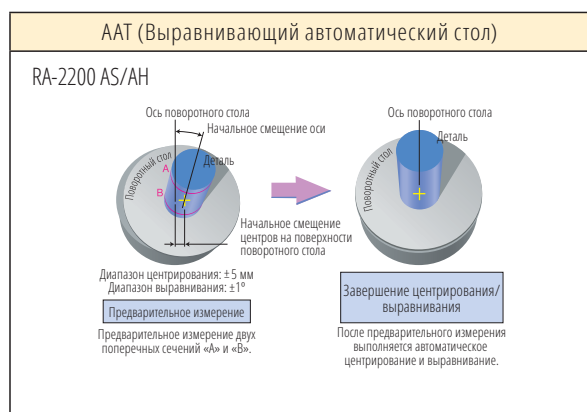 ААТ (Выравнивающий автоматический стол)
RA-2200 AS/AH
Ось поворотного стола
Начальное смещение оси
Поворотный стол
Деталь
A
B
Начальное смещение
центров на поверхности
поворотного стола
Диапазон центрирования: ±5 мм
Диапазон выравнивания: ±1°
Предварительное измерение
Предварительное измерение двух
поперечных сечений «A» и «B».
Ось поворотного стола
Деталь
Поворотный стол
Завершение центрирования/
выравнивания
После предварительного измерения
выполняется автоматическое
центрирование и выравнивание.